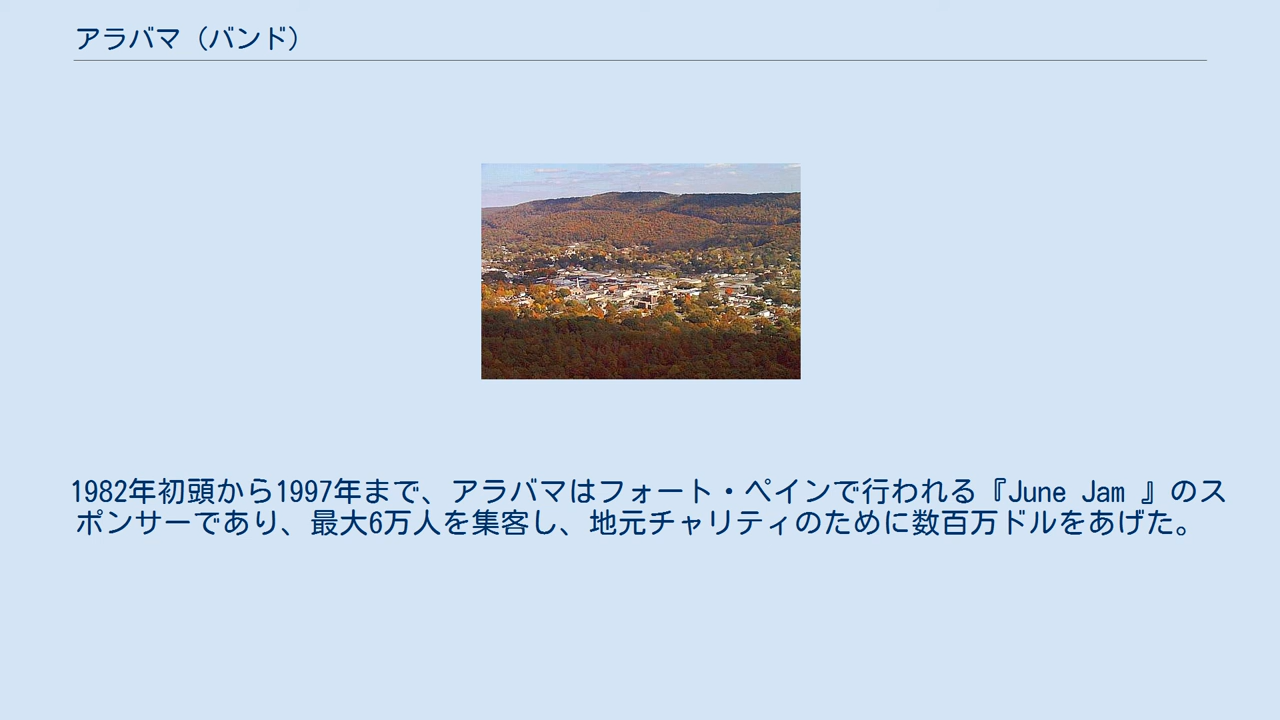 アラバマ（バンド）
1982年初頭から1997年まで、アラバマはフォート・ペインで行われる『June Jam 』のス
ポンサーであり、最大6万人を集客し、地元チャリティのために数百万ドルをあげた。